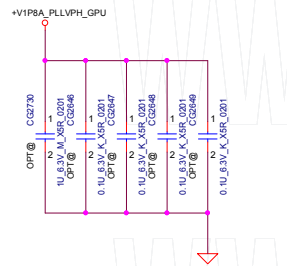 +V1P8A_PLLVPH_GPU
CG2730
OPT@
1
2
1U_6.3V_M_X5R_0201
CG2646
OPT@
1
2
0.1U_6.3V_K_X5R_0201
CG2647
OPT@
1
2
0.1U_6.3V_K_X5R_0201
CG2648
OPT@
1
2
0.1U_6.3V_K_X5R_0201
CG2649
OPT@
1
2
0.1U_6.3V_K_X5R_0201